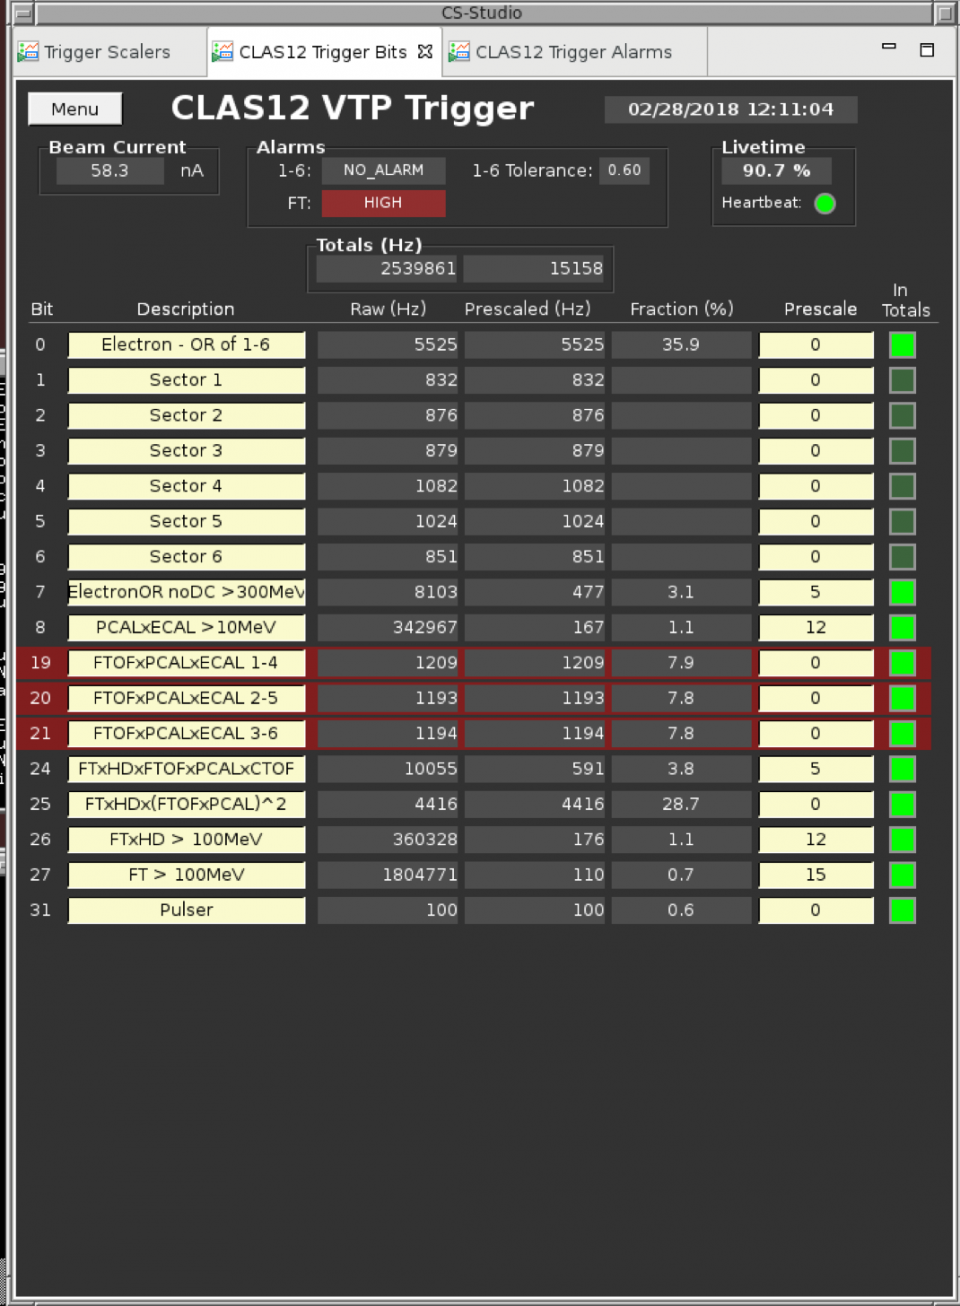 CS-Studio
Trigger Scalers CLAS12 Trigger Bits CLAS12 Trigger Alarms
Menu CLAS12 VTP Trigger 02/28/2018 12:11:04
Beam Current Alarms Livetime
58.3 nA 1-6: NO_ALARM 1-6 Tolerance: 0.60 90.7 %
FT: HIGH Heartbeat:
Totals (Hz)
2539861 15158
Bit Description Raw (Hz) Prescaled (Hz) Fraction (%) Prescale In Totals
0 Electron - OR of 1-6 5525 5525 35.9 0
1 Sector 1 832 832 0
2 Sector 2 876 876 0
3 Sector 3 879 879 0
4 Sector 4 1082 1082 0
5 Sector 5 1024 1024 0
6 Sector 6 851 851 0
7 ElectronOR noDC >300MeV 8103 477 3.1 5
8 PCALxECAL >10MeV 342967 167 1.1 12
19 FTOFxPCALxECAL 1-4 1209 1209 7.9 0
20 FTOFxPCALxECAL 2-5 1193 1193 7.8 0
21 FTOFxPCALxECAL 3-6 1194 1194 7.8 0
24 FTxHDxFTOFxPCALxCTOF 10055 591 3.8 5
25 FTxHDx(FTOFxPCAL)^2 4416 4416 28.7 0
26 FTxHD > 100MeV 360328 176 1.1 12
27 FT > 100MeV 1804771 110 0.7 15
31 Pulser 100 100 0.6 0